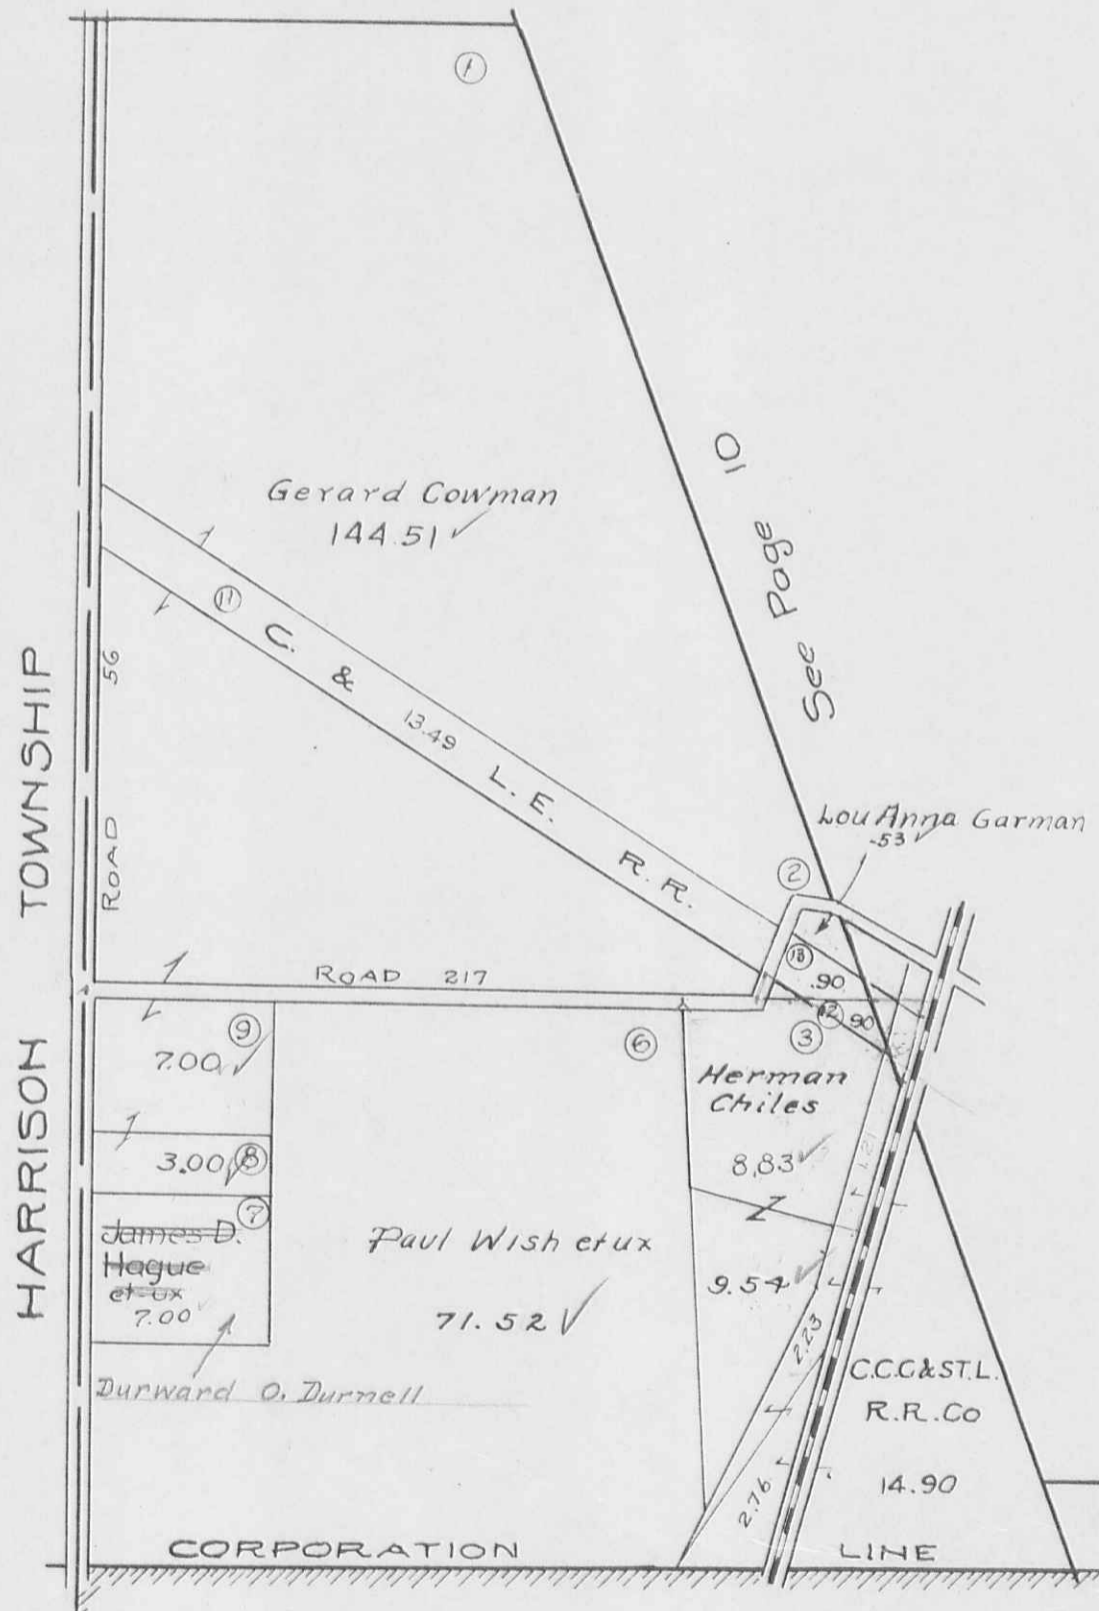 1
Gerard Cowman
144.51
See Page 10
11
C. & L. E. R. R.
13.49
HARRISON TOWNSHIP
ROAD 56
Lou Anna Garman
.53
2
13
.90
ROAD 217
12
.90
9
7.00
6
3
Herman
Chiles
8.83
1.21
3.00
8
7
James D.
Hague
et ux
7.00
Paul Wish et ux
71.52
9.54
2.23
C.C.C&ST.L.
R.R.Co
14.90
Durward O. Durnell
2.76
CORPORATION LINE